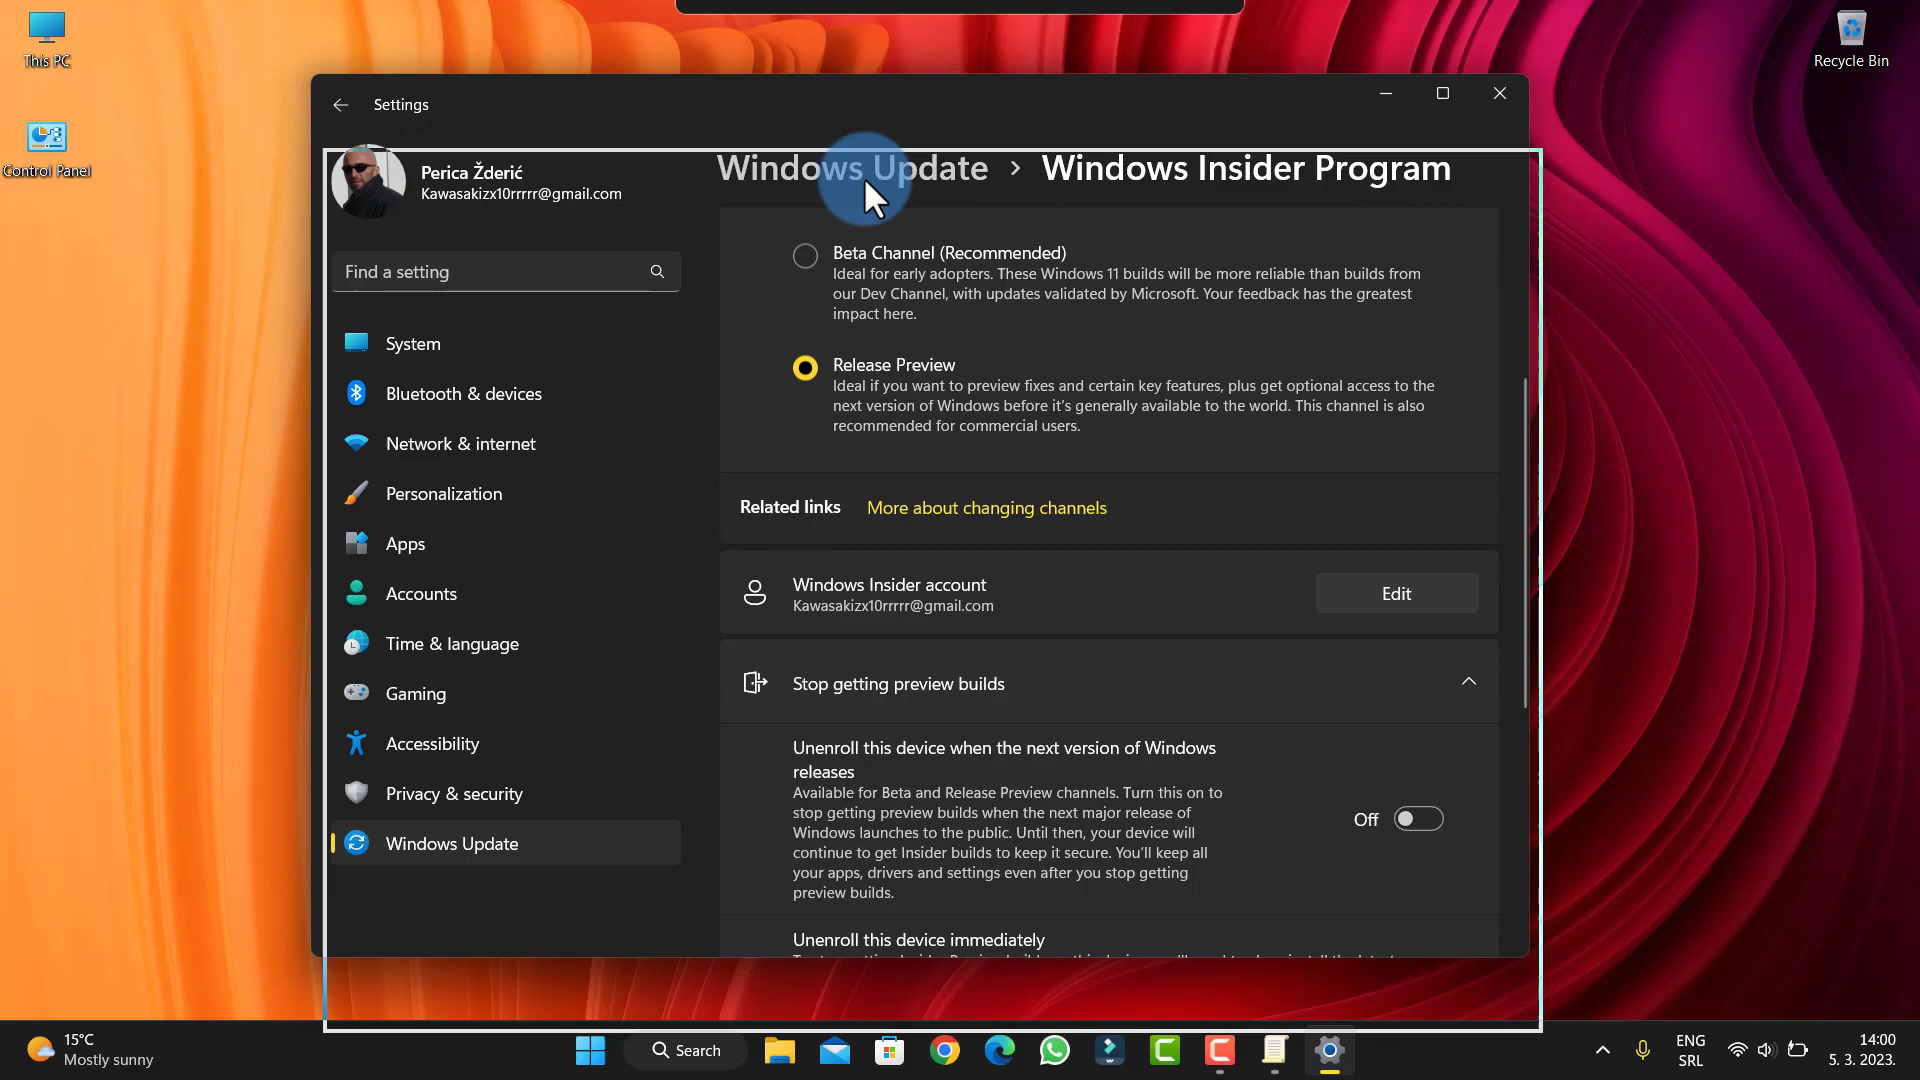 This PC
Control Panel
Recycle Bin
Settings
Perica Žderić
Kawasakizx10rrrrr@gmail.com
Find a setting
System
Bluetooth & devices
Network & internet
Personalization
Apps
Accounts
Time & language
Gaming
Accessibility
Privacy & security
Windows Update
Windows Update > Windows Insider Program
Beta Channel (Recommended)
Ideal for early adopters. These Windows 11 builds will be more reliable than builds from
our Dev Channel, with updates validated by Microsoft. Your feedback has the greatest
impact here.
Release Preview
Ideal if you want to preview fixes and certain key features, plus get optional access to the
next version of Windows before it's generally available to the world. This channel is also
recommended for commercial users.
Related links More about changing channels
Windows Insider account
Kawasakizx10rrrrr@gmail.com
Edit
Stop getting preview builds
Unenroll this device when the next version of Windows
releases
Available for Beta and Release Preview channels. Turn this on to
stop getting preview builds when the next major release of
Windows launches to the public. Until then, your device will
continue to get Insider builds to keep it secure. You'll keep all
your apps, drivers and settings even after you stop getting
preview builds.
Off
Unenroll this device immediately
15°C
Mostly sunny
Search
ENG
SRL
14:00
5. 3. 2023.